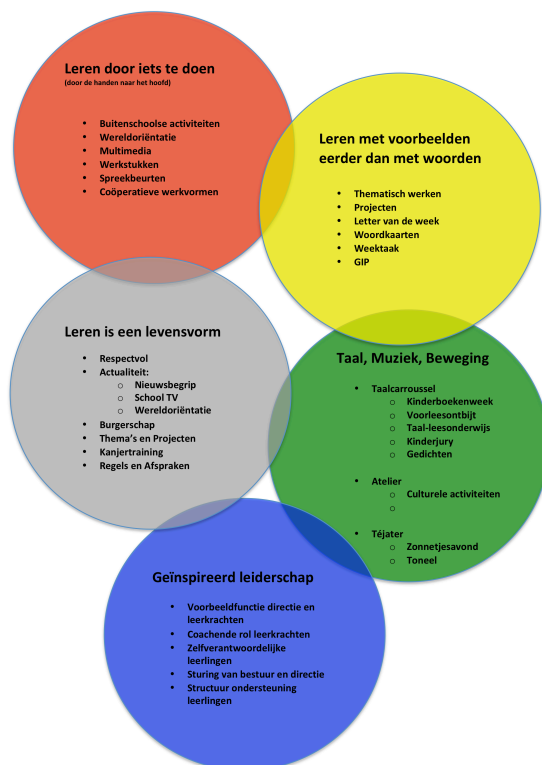 Leren door iets te doen
(door de handen naar het hoofd)
• Buitenschoolse activiteiten
• Wereldoriëntatie
• Multimedia
• Werkstukken
• Spreekbeurten
• Coöperatieve werkvormen
Leren met voorbeelden
eerder dan met woorden
• Thematisch werken
• Projecten
• Letter van de week
• Woordkaarten
• Weektaak
• GIP
Leren is een levensvorm
• Respectvol
• Actualiteit:
o Nieuwsbegrip
o School TV
o Wereldoriëntatie
• Burgerschap
• Thema's en Projecten
• Kanjertraining
• Regels en Afspraken
Taal, Muziek, Beweging
• Taalcarroussel
o Kinderboekenweek
o Voorleesontbijt
o Taal-leesonderwijs
o Kinderjury
o Gedichten
• Atelier
o Culturele activiteiten
o
• Téjater
o Zonnetjesavond
o Toneel
Geïnspireerd leiderschap
• Voorbeeldfunctie directie en
leerkrachten
• Coachende rol leerkrachten
• Zelfverantwoordelijke
leerlingen
• Sturing van bestuur en directie
• Structuur ondersteuning
leerlingen